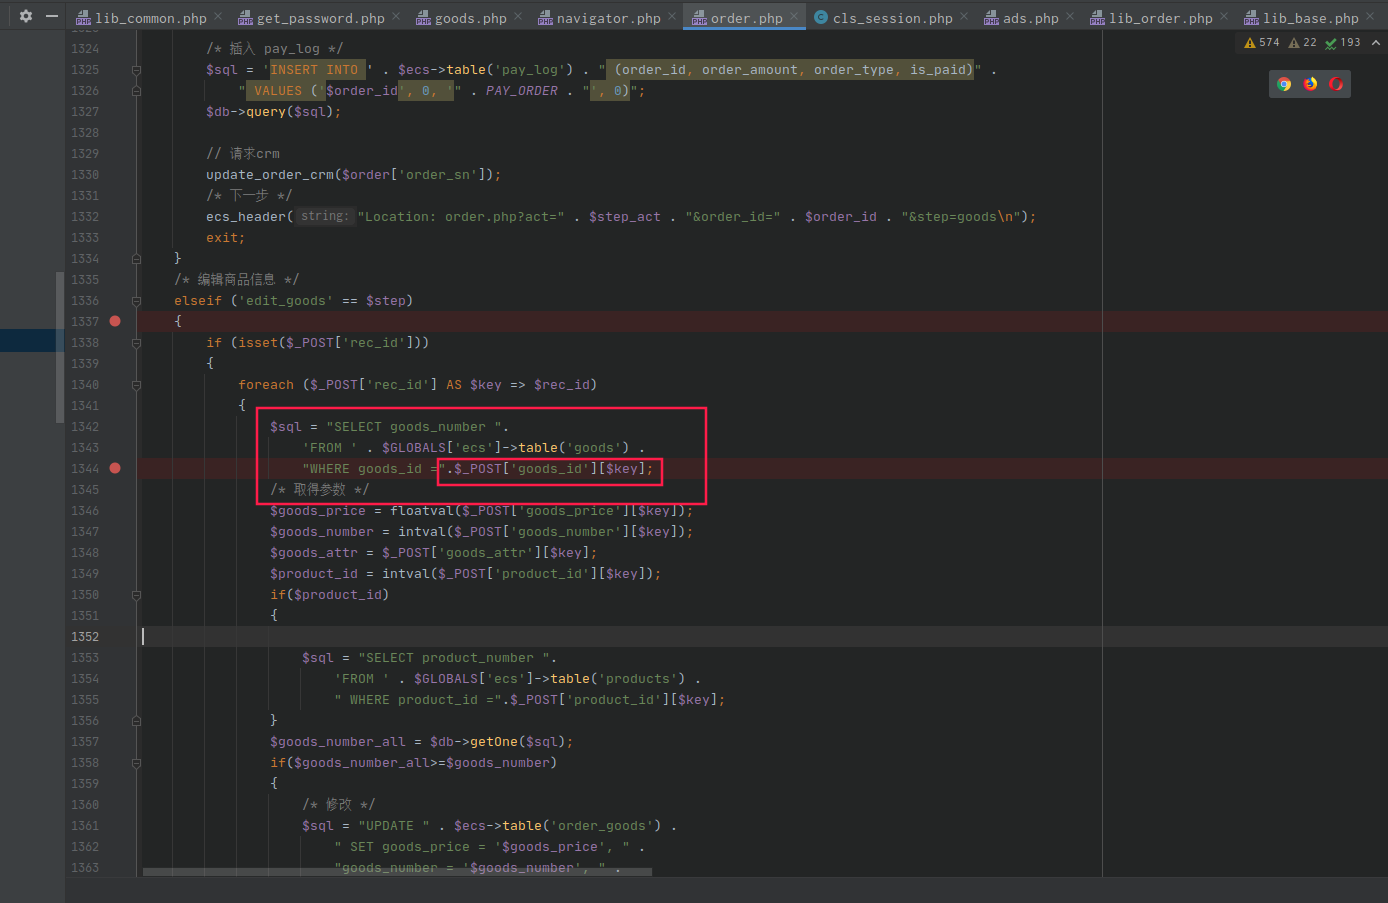 lib_common.php get_password.php goods.php navigator.php order.php cls_session.php ads.php lib_order.php lib_base.php
574 22 193
1324 /* 插入 pay_log */
1325 $sql = 'INSERT INTO ' . $ecs->table('pay_log') . " (order_id, order_amount, order_type, is_paid)" .
1326 " VALUES ('$order_id', 0, '" . PAY_ORDER . "', 0)";
1327 $db->query($sql);
1328
1329 // 请求crm
1330 update_order_crm($order['order_sn']);
1331 /* 下一步 */
1332 ecs_header( string: "Location: order.php?act=" . $step_act . "&order_id=" . $order_id . "&step=goods\n");
1333 exit;
1334 }
1335 /* 编辑商品信息 */
1336 elseif ('edit_goods' == $step)
1337 {
1338 if (isset($_POST['rec_id']))
1339 {
1340 foreach ($_POST['rec_id'] AS $key => $rec_id)
1341 {
1342 $sql = "SELECT goods_number ".
1343 'FROM ' . $GLOBALS['ecs']->table('goods') .
1344 "WHERE goods_id =".$_POST['goods_id'][$key];
1345 /* 取得参数 */
1346 $goods_price = floatval($_POST['goods_price'][$key]);
1347 $goods_number = intval($_POST['goods_number'][$key]);
1348 $goods_attr = $_POST['goods_attr'][$key];
1349 $product_id = intval($_POST['product_id'][$key]);
1350 if($product_id)
1351 {
1352
1353 $sql = "SELECT product_number ".
1354 'FROM ' . $GLOBALS['ecs']->table('products') .
1355 " WHERE product_id =".$_POST['product_id'][$key];
1356 }
1357 $goods_number_all = $db->getOne($sql);
1358 if($goods_number_all>=$goods_number)
1359 {
1360 /* 修改 */
1361 $sql = "UPDATE " . $ecs->table('order_goods') .
1362 " SET goods_price = '$goods_price', " .
1363 "goods_number = '$goods_number', " .